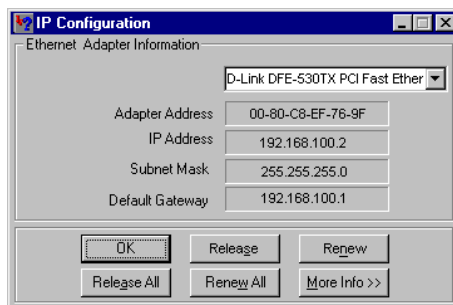 IP Configuration
Ethernet Adapter Information
D-Link DFE-530TX PCI Fast Ether
Adapter Address 00-80-C8-EF-76-9F
IP Address 192.168.100.2
Subnet Mask 255.255.255.0
Default Gateway 192.168.100.1
OK Release Renew
Release All Renew All More Info >>